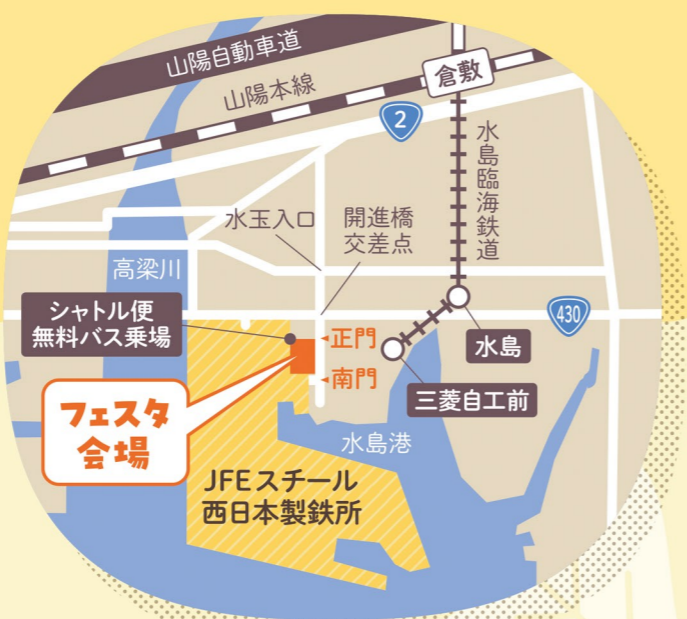 山陽自動車道
山陽本線
倉敷
2
水島臨海鉄道
水玉入口
開進橋
交差点
高梁川
シャトル便
無料バス乗場
430
正門
水島
南門
三菱自工前
フェスタ
会場
水島港
JFEスチール
西日本製鉄所